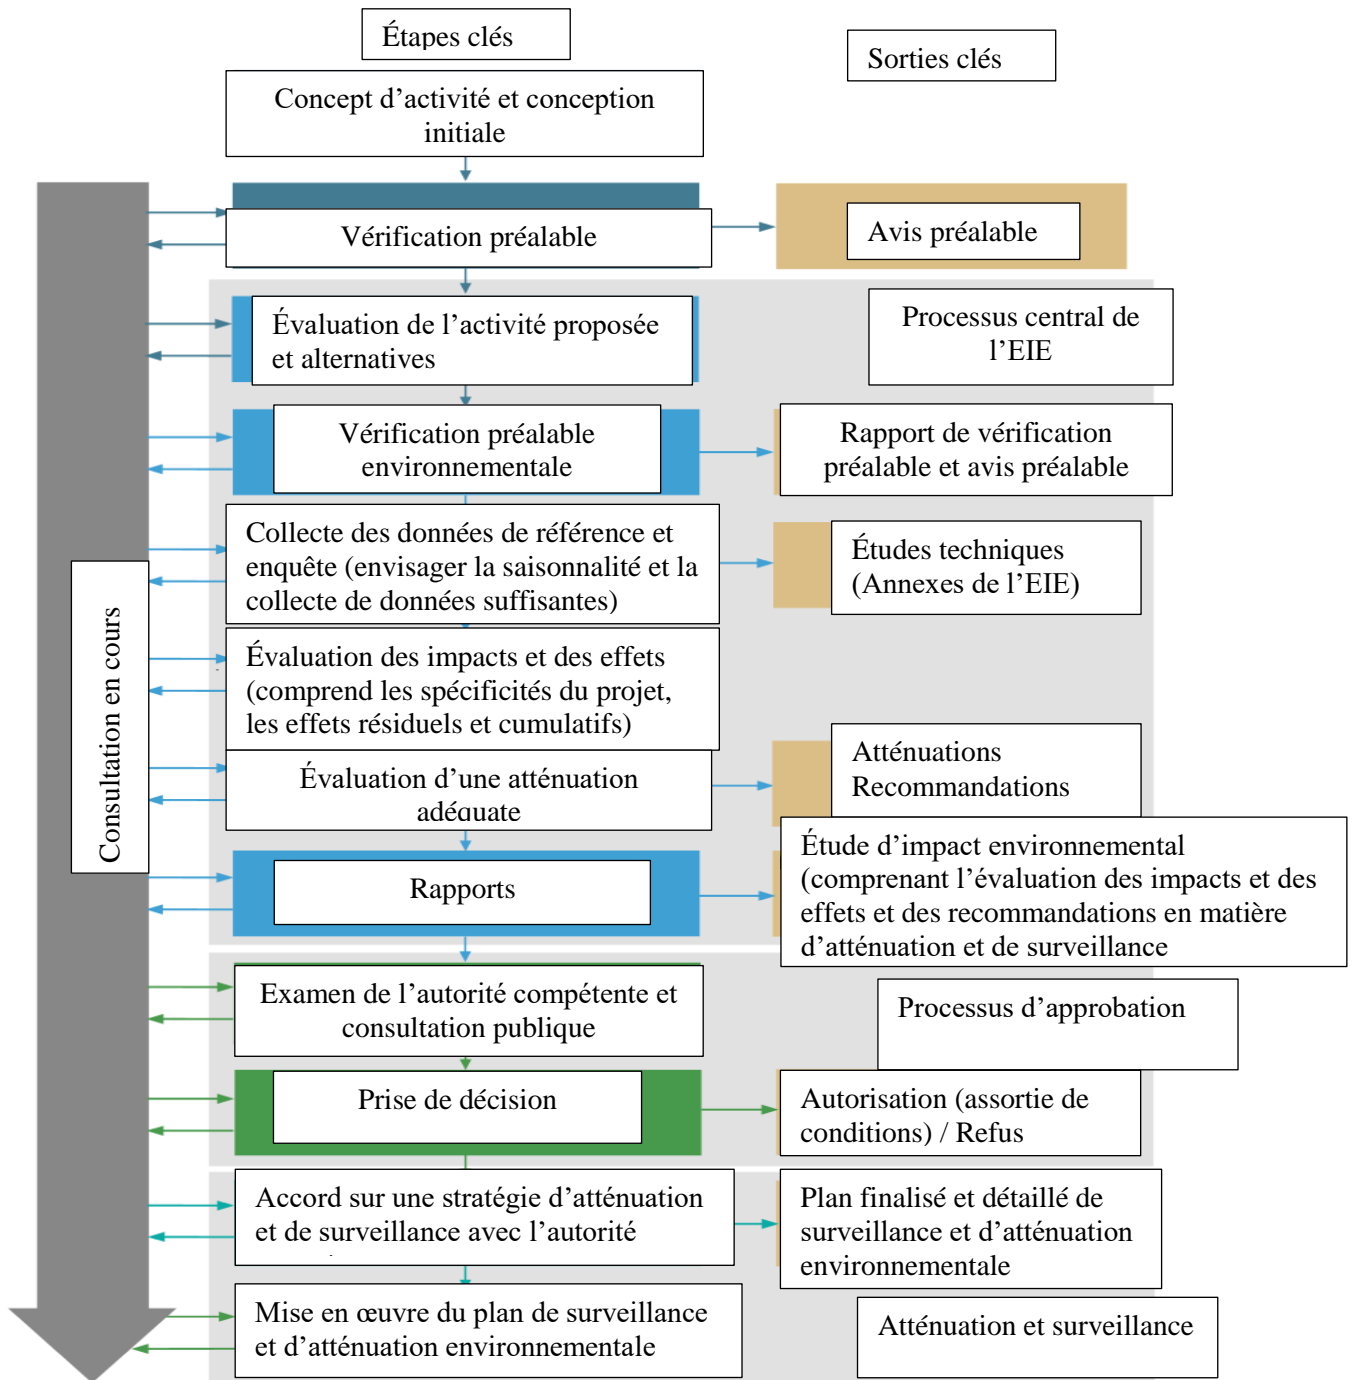 Étapes clés
Sorties clés
Concept d’activité et conception
initiale
Vérification préalable
Avis préalable
Évaluation de l’activité proposée
et alternatives
Processus central de
l’EIE
Vérification préalable
environnementale
Rapport de vérification
préalable et avis préalable
Collecte des données de référence et
enquête (envisager la saisonnalité et la
collecte de données suffisantes)
Études techniques
(Annexes de l’EIE)
Consultation en cours
Évaluation des impacts et des effets
(comprend les spécificités du projet,
les effets résiduels et cumulatifs)
Évaluation d’une atténuation
adéquate
Atténuations
Recommandations
Rapports
Étude d’impact environnemental
(comprenant l’évaluation des impacts et des
effets et des recommandations en matière
d’atténuation et de surveillance
Examen de l’autorité compétente et
consultation publique
Processus d’approbation
Prise de décision
Autorisation (assortie de
conditions) / Refus
Accord sur une stratégie d’atténuation
et de surveillance avec l’autorité
Plan finalisé et détaillé de
surveillance et d’atténuation
environnementale
Mise en œuvre du plan de surveillance
et d’atténuation environnementale
Atténuation et surveillance